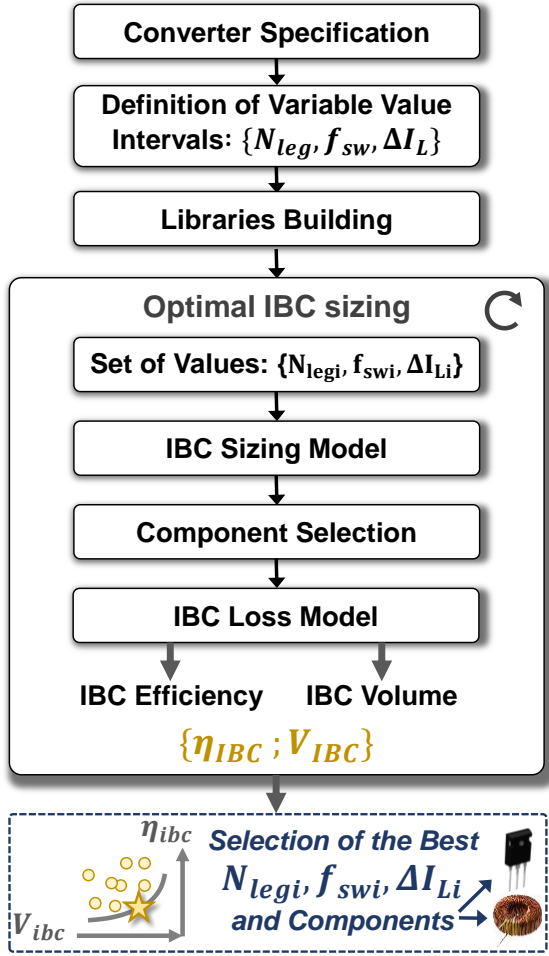 Converter Specification
Definition of Variable Value
Intervals: {N_leg, f_sw, ΔI_L}
Libraries Building
Optimal IBC sizing
Set of Values: {N_legi, f_swi, ΔI_Li}
IBC Sizing Model
Component Selection
IBC Loss Model
IBC Efficiency
IBC Volume
{η_IBC ; V_IBC}
η_ibc
V_ibc
Selection of the Best
N_legi, f_swi, ΔI_Li
and Components